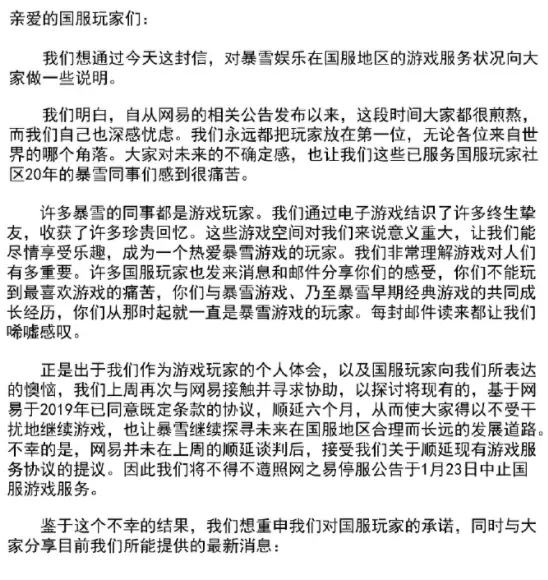 亲爱的国服玩家们：
我们想通过今天这封信，对暴雪娱乐在国服地区的游戏服务状况向大
家做一些说明。
我们明白，自从网易的相关公告发布以来，这段时间大家都很煎熬，
而我们自己也深感忧虑。我们永远都把玩家放在第一位，无论各位来自世
界的哪个角落。大家对未来的不确定感，也让我们这些已服务国服玩家社
区20年的暴雪同事们感到很痛苦。
许多暴雪的同事都是游戏玩家。我们通过电子游戏结识了许多终生挚
友，收获了许多珍贵回忆。这些游戏空间对我们来说意义重大，让我们能
尽情享受乐趣，成为一个热爱暴雪游戏的玩家。我们非常理解游戏对人们
有多重要。许多国服玩家也发来消息和邮件分享你们的感受，你们不能玩
到最喜欢游戏的痛苦，你们与暴雪游戏、乃至暴雪早期经典游戏的共同成
长经历，你们从那时起就一直是暴雪游戏的玩家。每封邮件读来都让我们
唏嘘感叹。
正是出于我们作为游戏玩家的个人体会，以及国服玩家向我们所表达
的懊恼，我们上周再次与网易接触并寻求协助，以探讨将现有的，基于网
易于2019年已同意既定条款的协议，顺延六个月，从而使大家得以不受干
扰地继续游戏，也让暴雪继续探寻未来在国服地区合理而长远的发展道路。
不幸的是，网易并未在上周的顺延谈判后，接受我们关于顺延现有游戏服
务协议的提议。因此我们将不得不遵照网之易停服公告于1月23日中止国
服游戏服务。
鉴于这个不幸的结果，我们想重申我们对国服玩家的承诺，同时与大
家分享目前我们所能提供的最新消息：